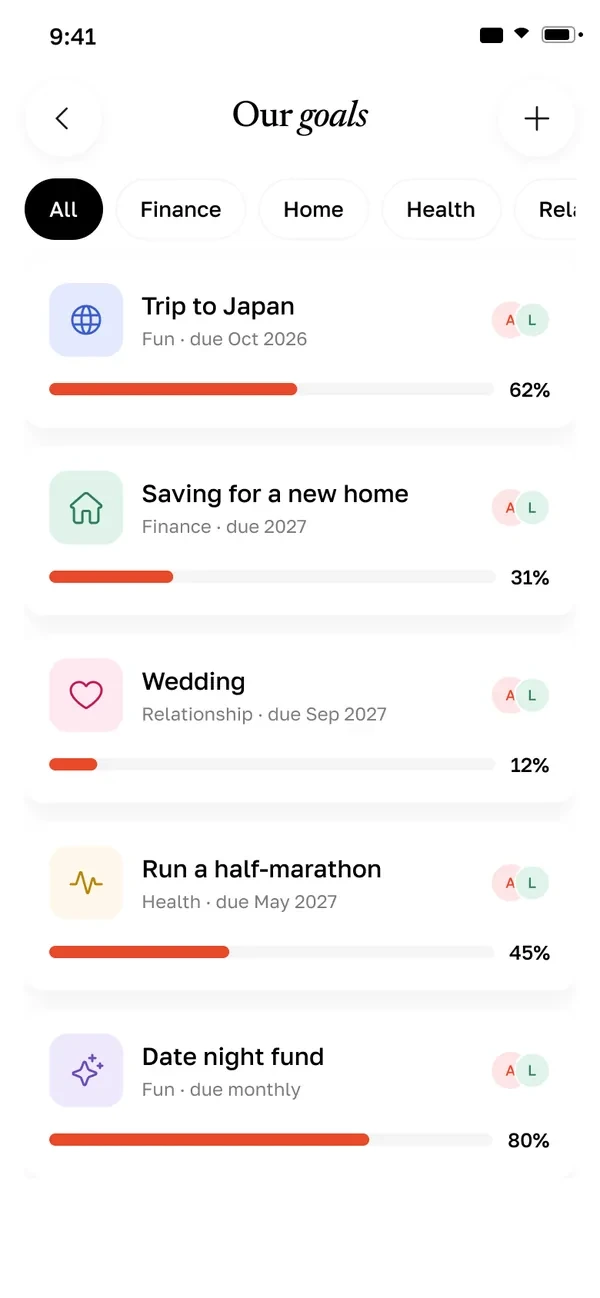 9:41
Our goals
All Finance Home Health
Trip to Japan
Fun · due Oct 2026
A L
62%
Saving for a new home
Finance · due 2027
A L
31%
Wedding
Relationship · due Sep 2027
A L
12%
Run a half-marathon
Health · due May 2027
A L
45%
Date night fund
Fun · due monthly
A L
80%